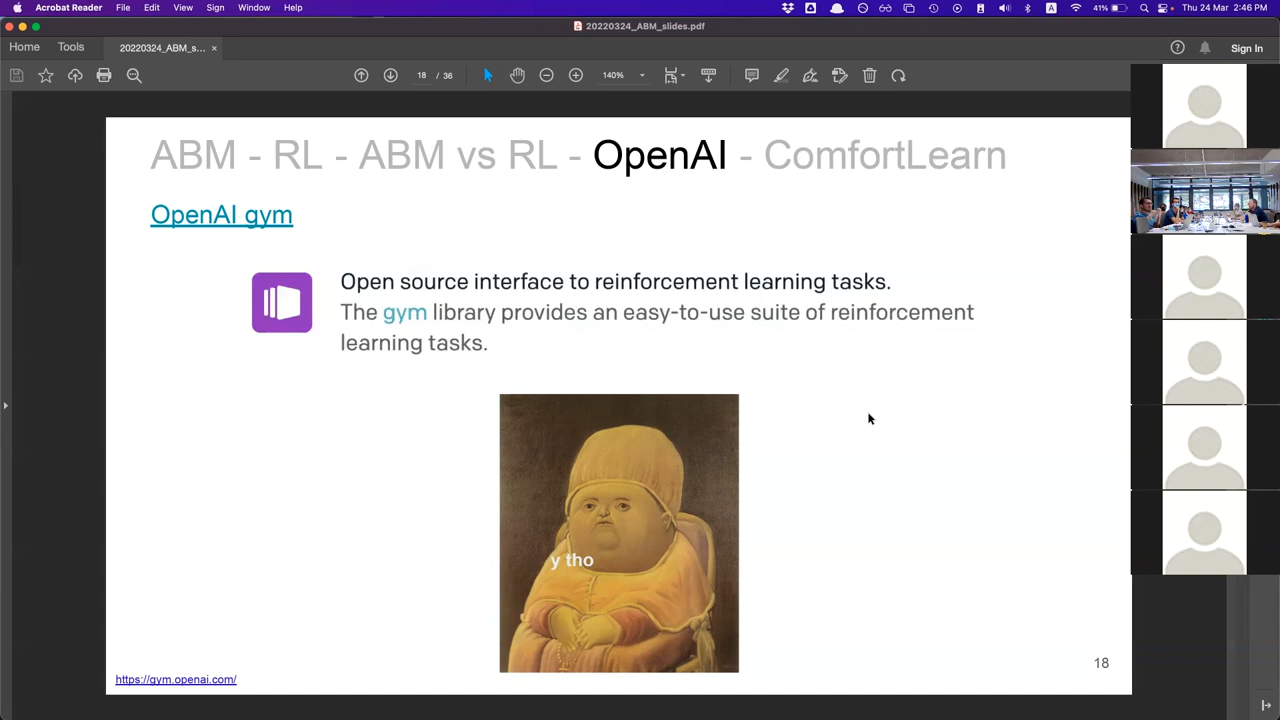 Acrobat Reader File Edit View Sign Window Help
A
41%
Thu 24 Mar 2:46 PM
20220324_ABM_slides.pdf
Home Tools 20220324_ABM_s... ×
Sign In
18 / 36
140%
ABM - RL - ABM vs RL - OpenAI - ComfortLearn
OpenAI gym
Open source interface to reinforcement learning tasks.
The gym library provides an easy-to-use suite of reinforcement
learning tasks.
y tho
18
https://gym.openai.com/